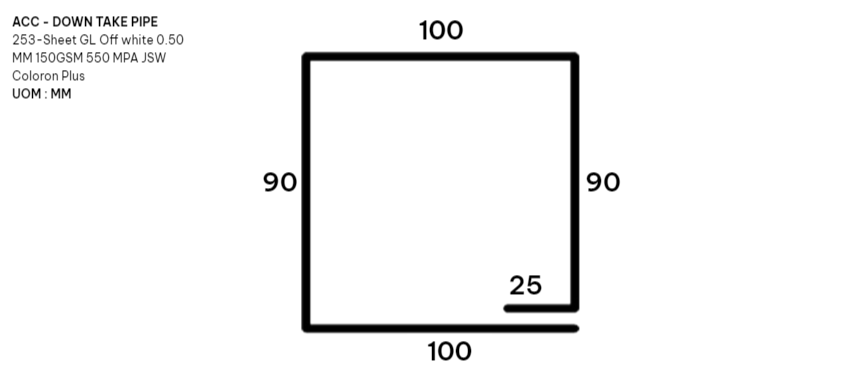 ACC - DOWN TAKE PIPE
253-Sheet GL Off white 0.50
MM 150GSM 550 MPA JSW
Coloron Plus
UOM : MM
100
90
90
25
100